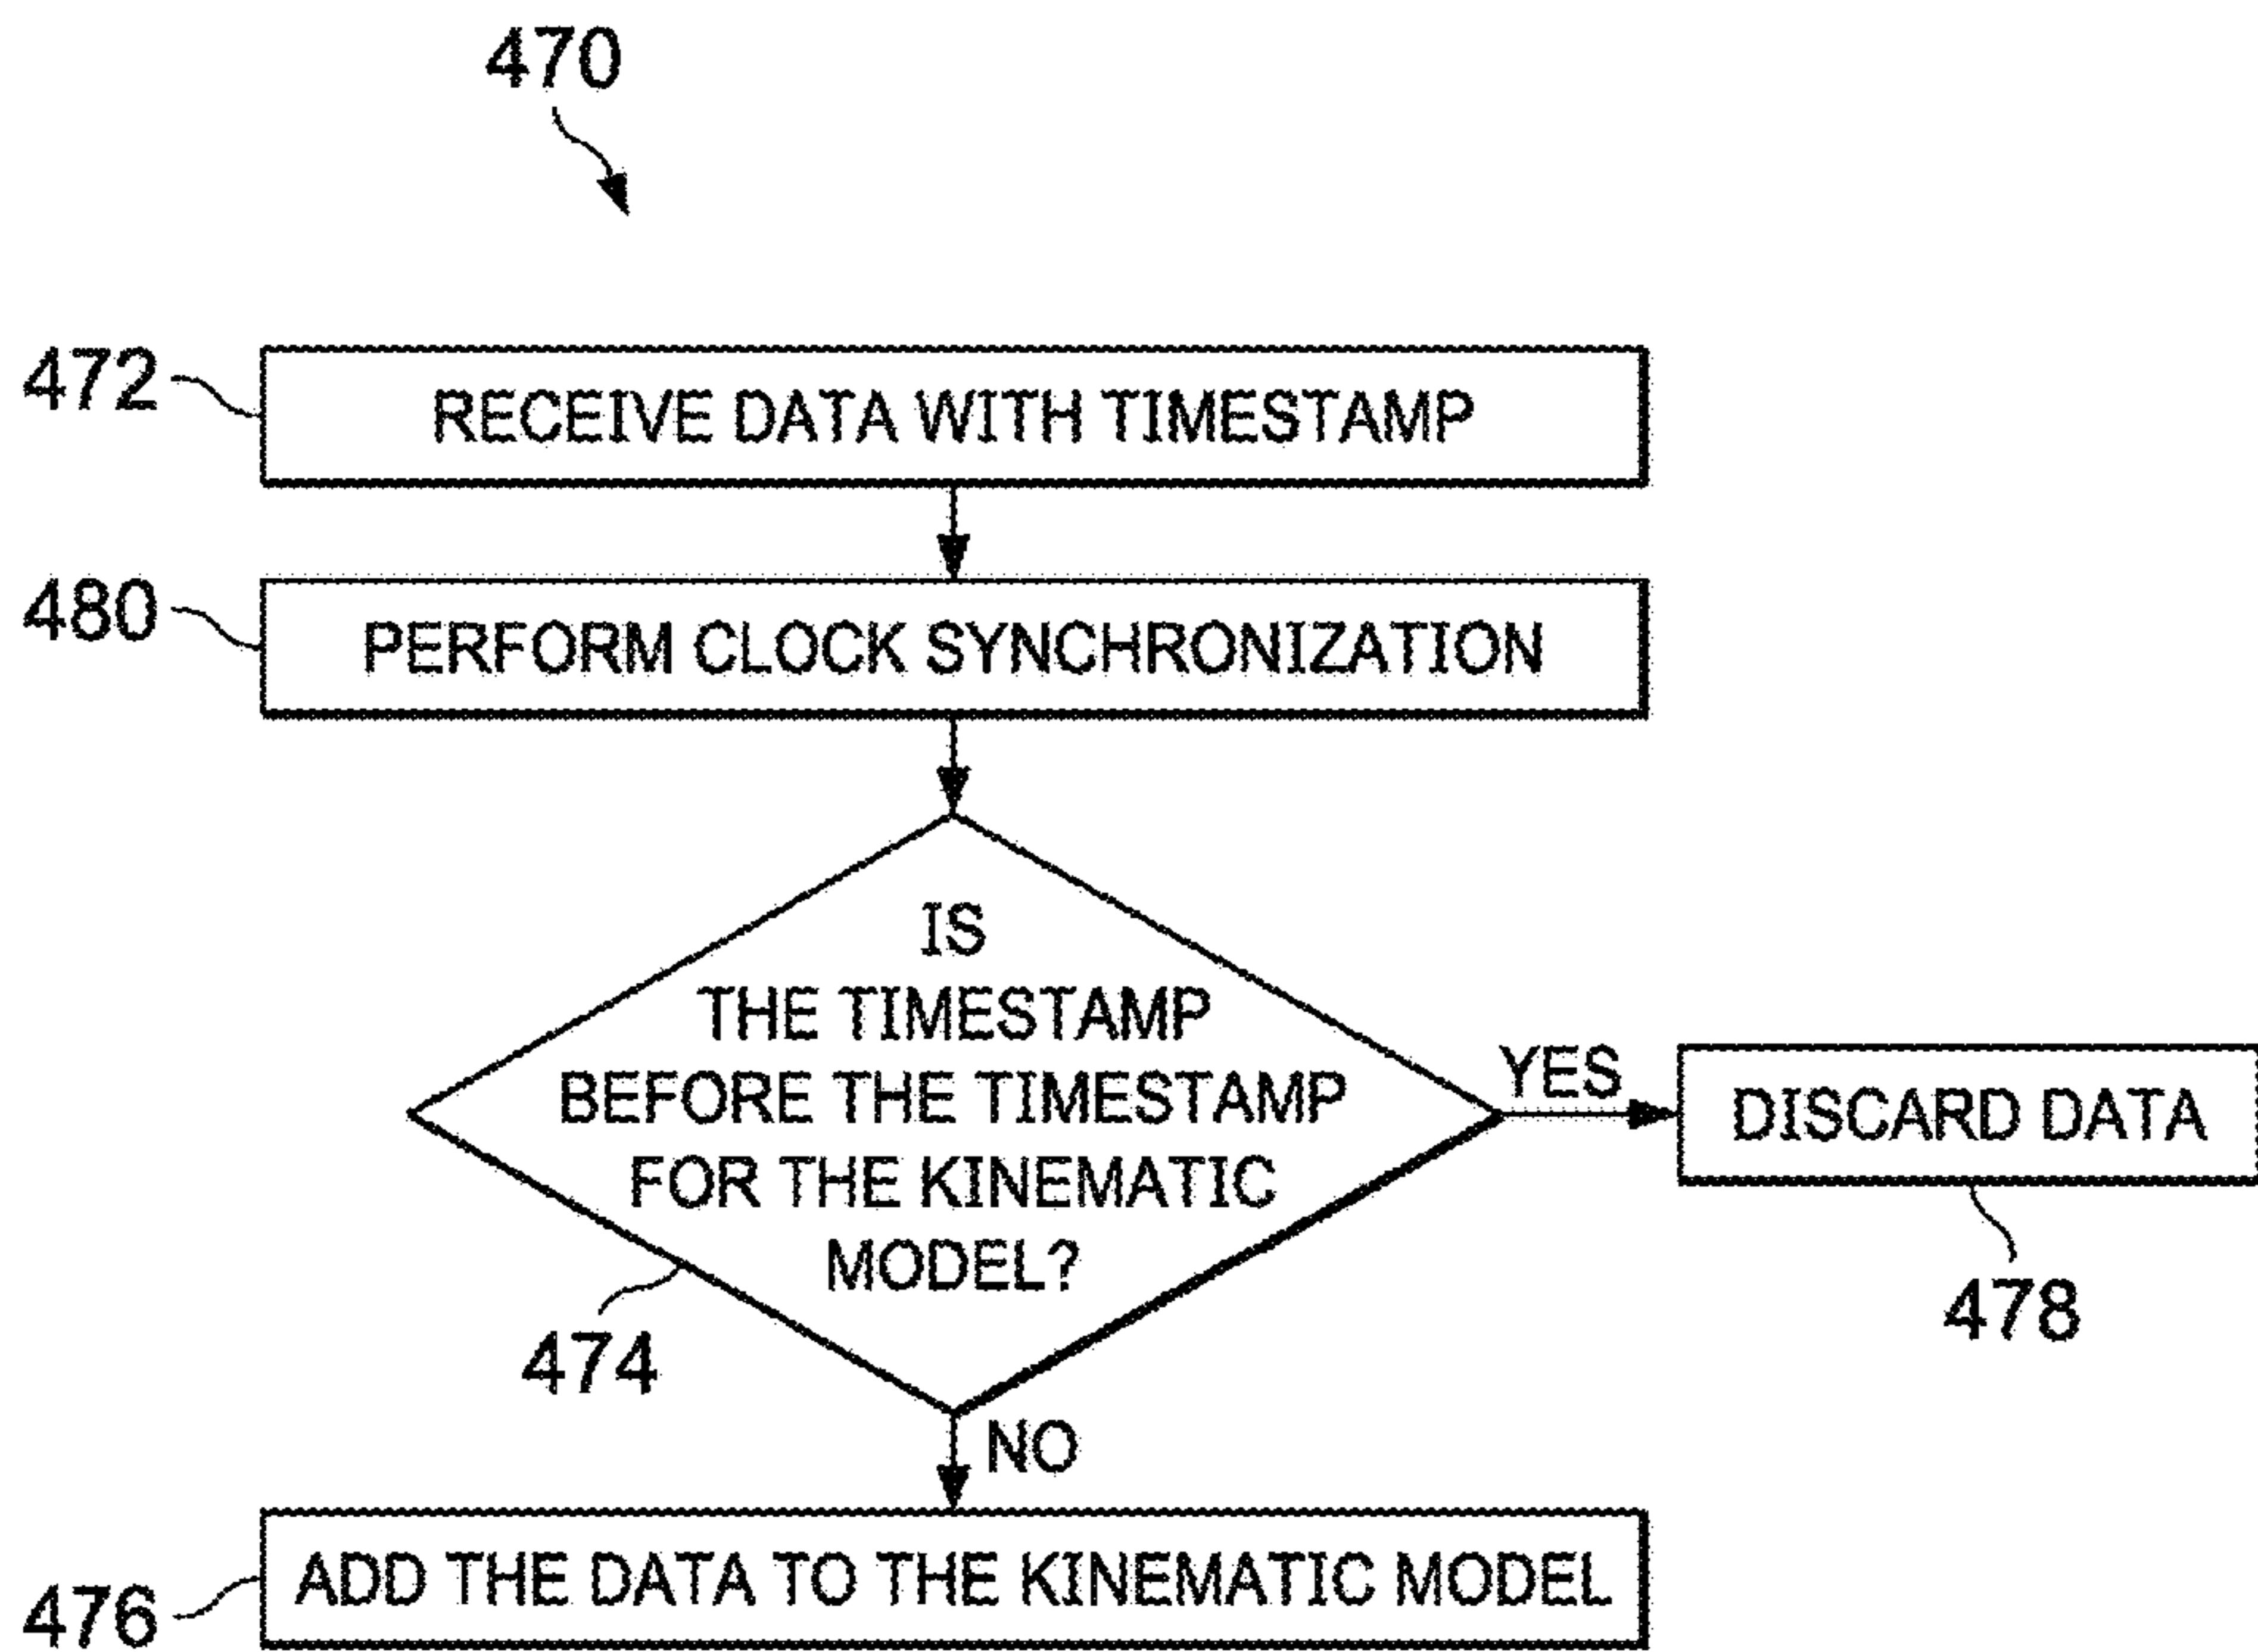 470
472
RECEIVE DATA WITH TIMESTAMP
480
PERFORM CLOCK SYNCHRONIZATION
IS
THE TIMESTAMP
BEFORE THE TIMESTAMP
FOR THE KINEMATIC
MODEL?
474
YES
DISCARD DATA
478
NO
476
ADD THE DATA TO THE KINEMATIC MODEL